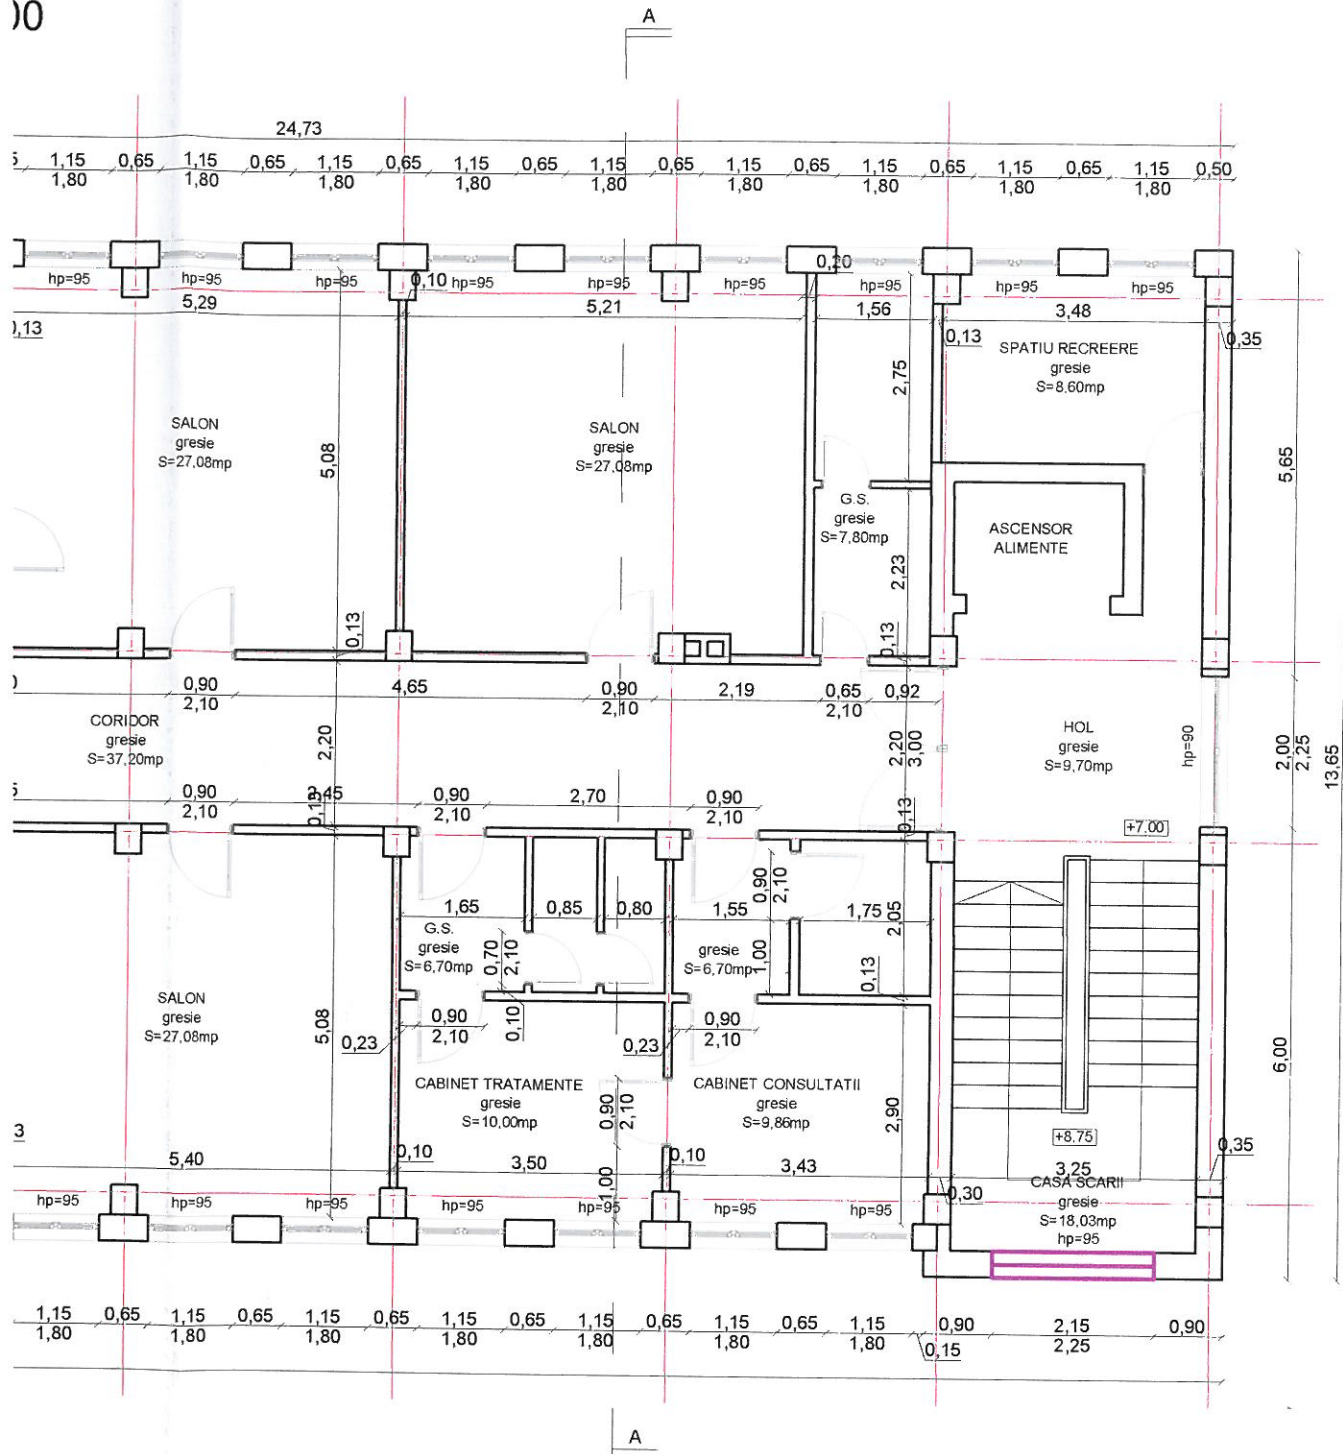 00
A
24,73
1,15 0,65 1,15 0,65 1,15 0,65 1,15 0,65 1,15 0,65 1,15 0,65 1,15 0,65 1,15 0,65 1,15 0,50
1,80 1,80 1,80 1,80 1,80 1,80 1,80 1,80 1,80
0,20
hp=95 hp=95 hp=95 0,10 hp=95 hp=95 hp=95 hp=95 hp=95 hp=95
5,29 5,21 1,56 3,48
0,13 0,13 0,35
SPATIU RECREERE
gresie
S=8,60mp
2,75
SALON
gresie
S=27,08mp
5,08
SALON
gresie
S=27,08mp
5,65
G.S.
gresie
S=7,80mp
ASCENSOR
ALIMENTE
2,23
0,13 0,13
0,90 4,65 0,90 2,19 0,65 0,92
2,10 2,10 2,10
CORIDOR
gresie
S=37,20mp
2,20
2,20
3,00
HOL
gresie
S=9,70mp
hp=90
2,00
2,25
13,65
0,90 3,45 0,90 2,70 0,90
2,10 2,10 2,10
0,13 0,13
+7.00
0,90
2,10
1,65 0,85 0,80 1,55 1,75
2,05
G.S.
gresie
S=6,70mp
0,70
2,10
gresie
S=6,70mp
1,00
0,13
SALON
gresie
S=27,08mp
5,08
0,23 0,90 0,10 0,23 0,90
2,10 2,10
6,00
CABINET TRATAMENTE
gresie
S=10,00mp
0,90
2,10
CABINET CONSULTATII
gresie
S=9,86mp
2,90
3
+8.75
5,40 0,10 3,50 0,10 3,43 3,25 0,35
1,00
0,30
CASA SCARII
gresie
S=18,03mp
hp=95
hp=95 hp=95 hp=95 hp=95 hp=95 hp=95 hp=95
1,15 0,65 1,15 0,65 1,15 0,65 1,15 0,65 1,15 0,65 1,15 0,65 1,15 0,90 2,15 0,90
1,80 1,80 1,80 1,80 1,80 1,80 1,80 0,15 2,25
A